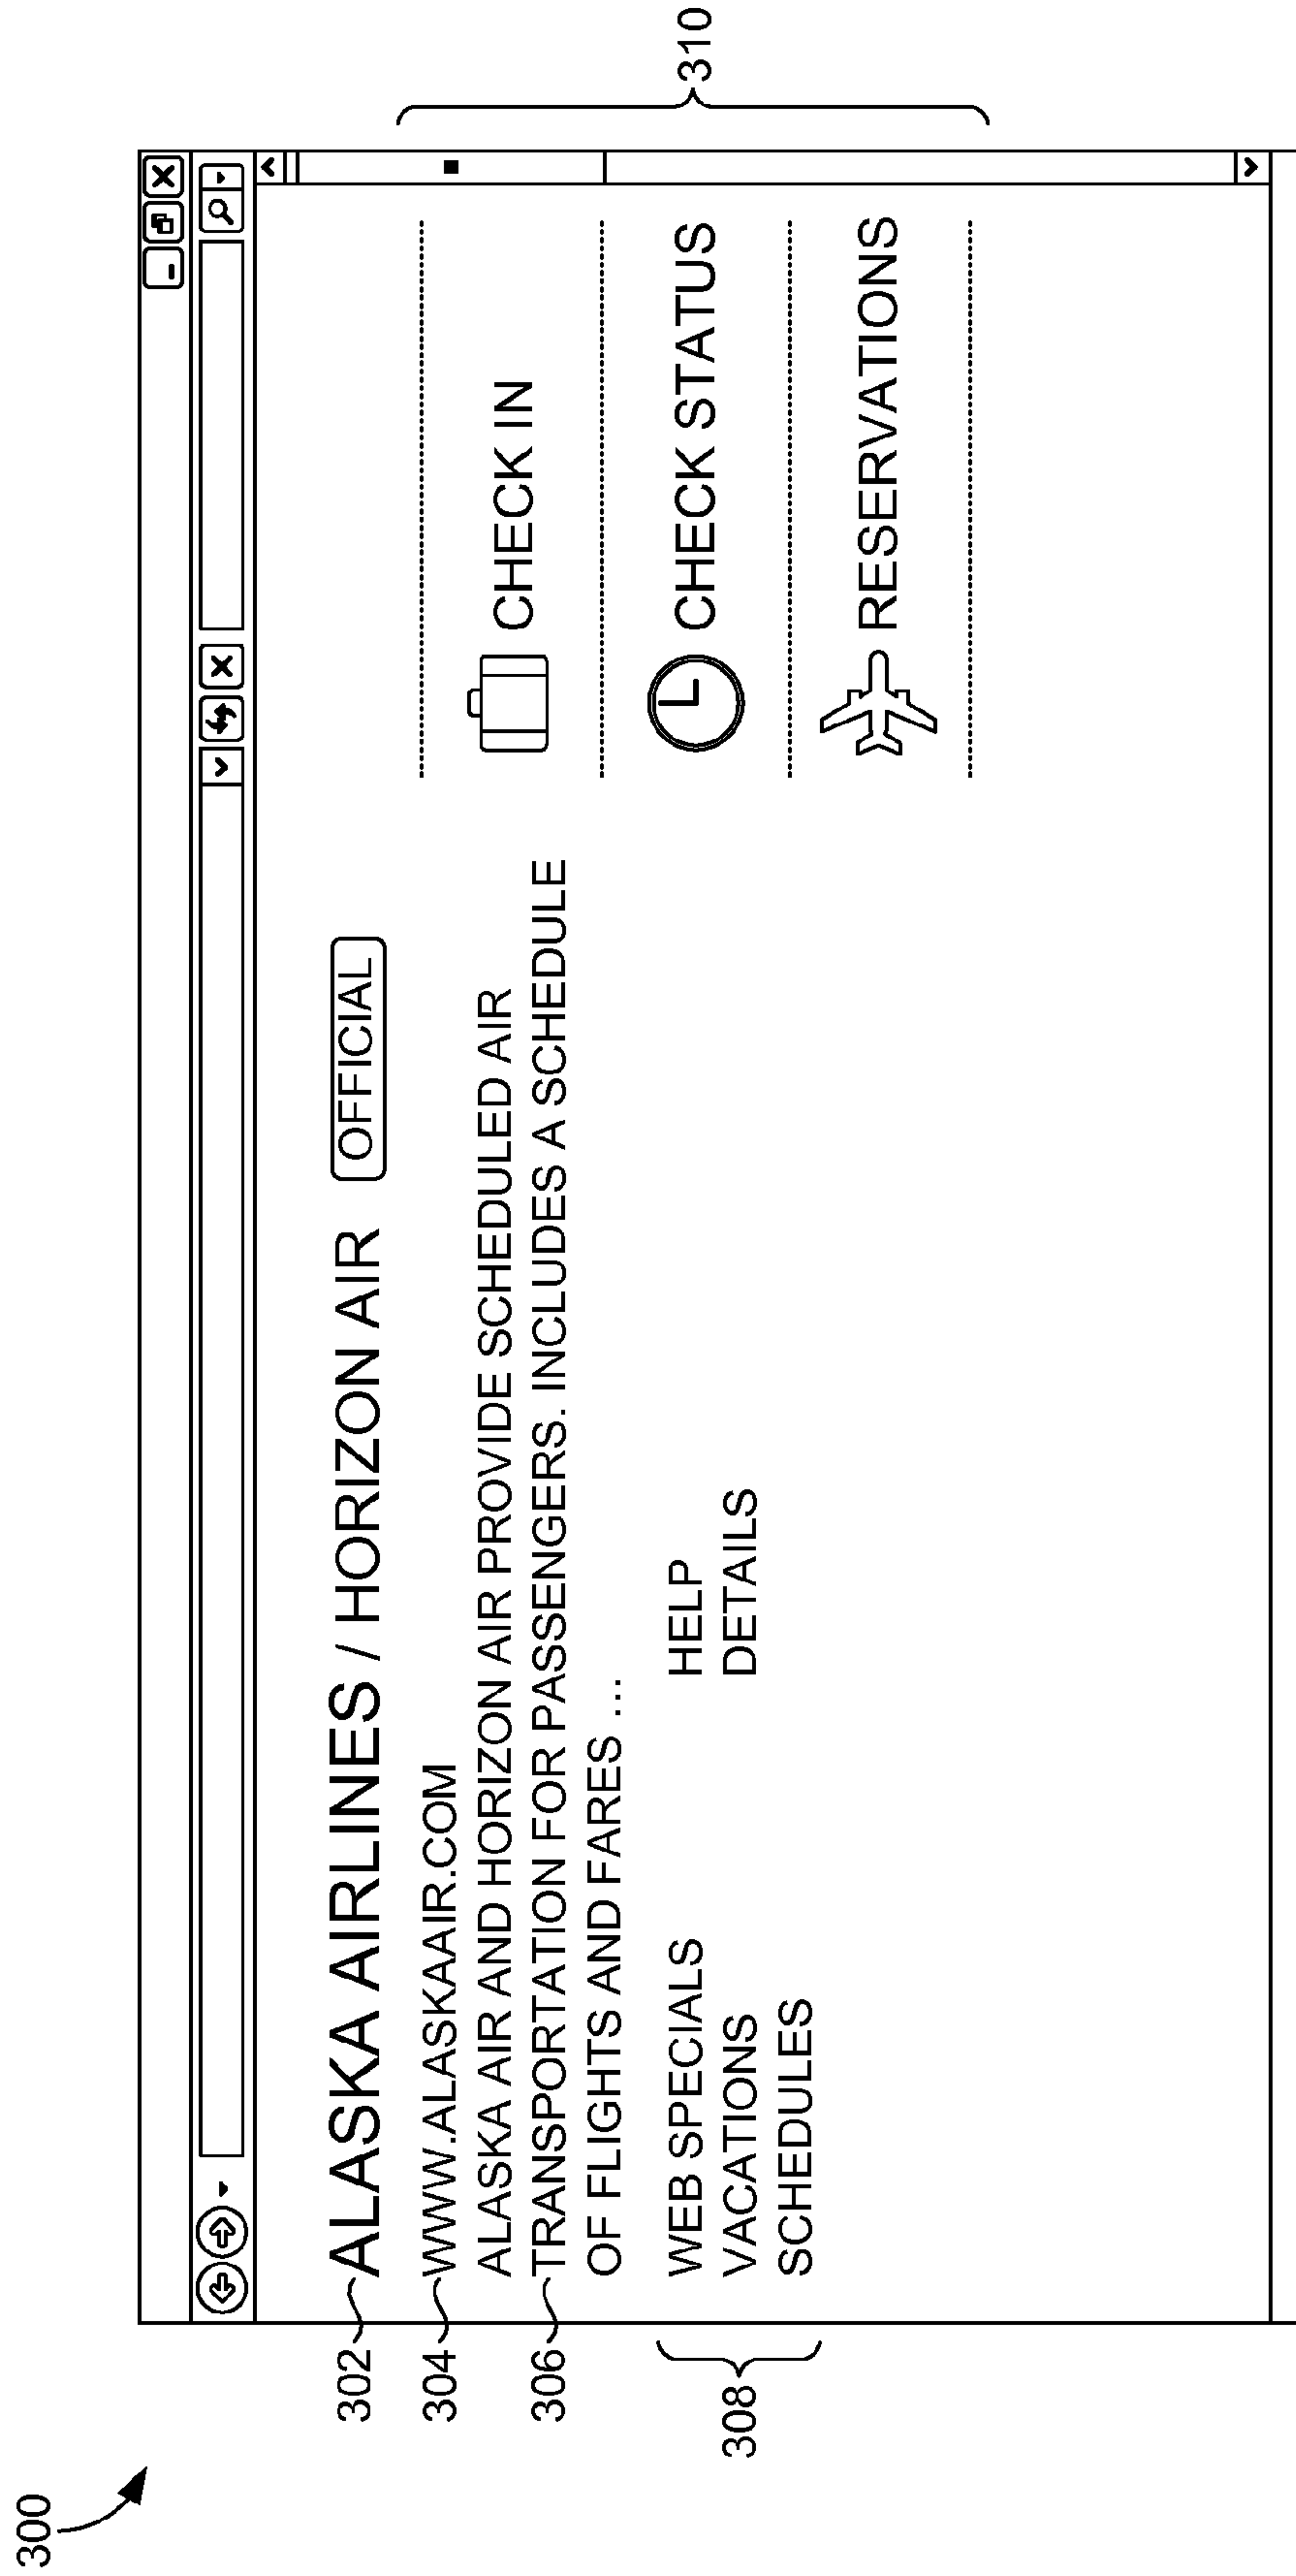 300
302
ALASKA AIRLINES / HORIZON AIR OFFICIAL
304
WWW.ALASKAAIR.COM
ALASKA AIR AND HORIZON AIR PROVIDE SCHEDULED AIR
306
TRANSPORTATION FOR PASSENGERS. INCLUDES A SCHEDULE
OF FLIGHTS AND FARES ...
308
WEB SPECIALS HELP
VACATIONS DETAILS
SCHEDULES
CHECK IN
CHECK STATUS
RESERVATIONS
310